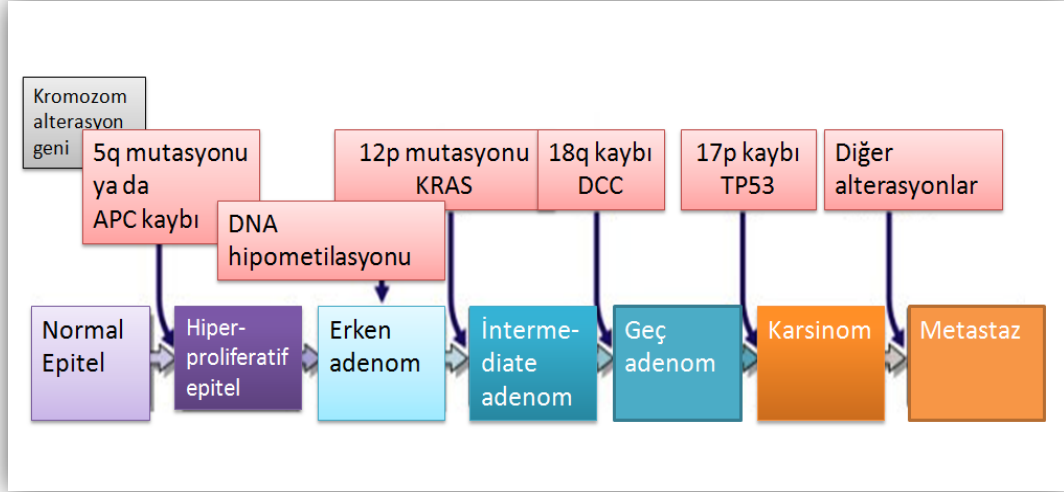 Kromozom
alterasyon
geni
5q mutasyonu
ya da
APC kaybı
DNA
hipometilasyonu
12p mutasyonu
KRAS
18q kaybı
DCC
17p kaybı
TP53
Diğer
alterasyonlar
Normal
Epitel
Hiper-
proliferatif
epitel
Erken
adenom
İnterme-
diate
adenom
Geç
adenom
Karsinom
Metastaz